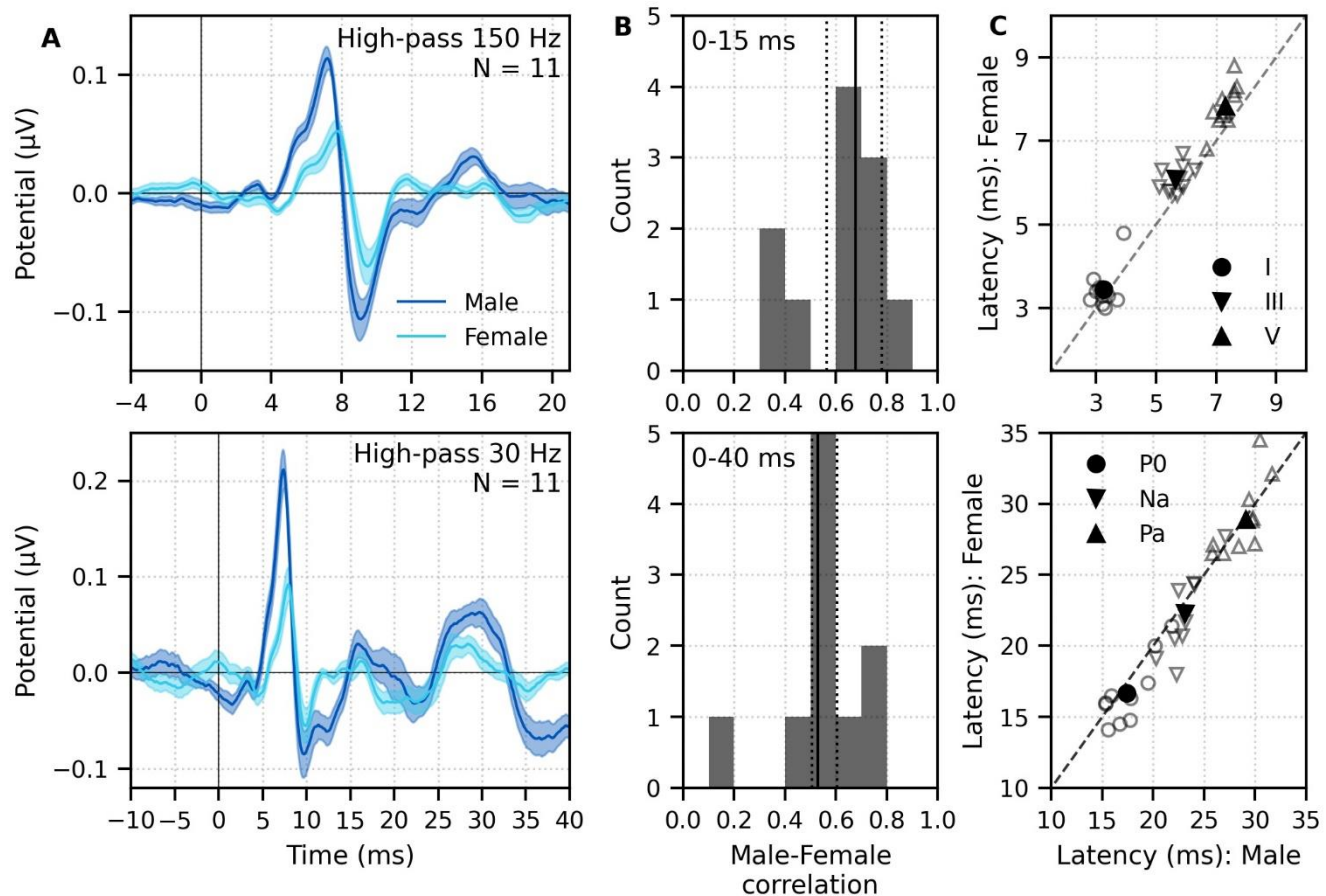 A
High-pass 150 Hz
N = 11
Potential (μV)
0.1
0.0
−0.1
Male
Female
−4 0 4 8 12 16 20
B
0-15 ms
Count
5
4
3
2
1
0
0.0 0.2 0.4 0.6 0.8 1.0
C
Latency (ms): Female
9
7
5
3
I
III
V
3 5 7 9
High-pass 30 Hz
N = 11
Potential (μV)
0.2
0.1
0.0
−0.1
−10 −5 0 5 10 15 20 25 30 35 40
Time (ms)
0-40 ms
Count
5
4
3
2
1
0
0.0 0.2 0.4 0.6 0.8 1.0
Male-Female
correlation
P0
Na
Pa
Latency (ms): Female
35
30
25
20
15
10
10 15 20 25 30 35
Latency (ms): Male